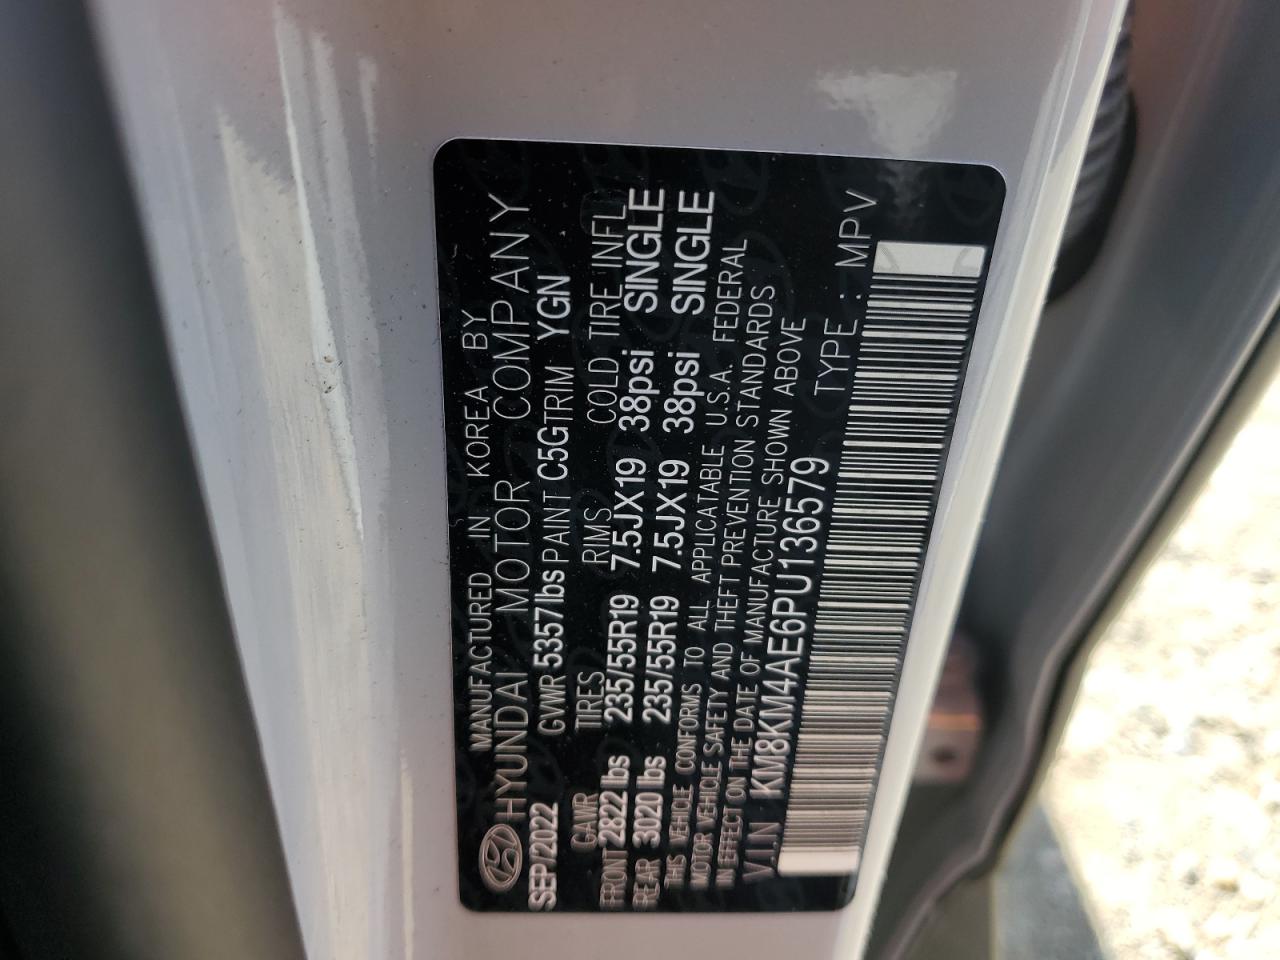 MANUFACTURED IN KOREA BY
HYUNDAI MOTOR COMPANY
SEP/2022 GVWR 5357lbs PAINT C5G TRIM YGN
GAWR TIRES RIMS COLD TIRE INFL
FRONT 2822 lbs 235/55R19 7.5JX19 38psi SINGLE
REAR 3020 lbs 235/55R19 7.5JX19 38psi SINGLE
THIS VEHICLE CONFORMS TO ALL APPLICATABLE U.S.A. FEDERAL
MOTOR VEHICLE SAFETY AND THEFT PREVENTION STANDARDS
IN EFFECT ON THE DATE OF MANUFACTURE SHOWN ABOVE
V.I.N KM8KM4AE6PU136579 TYPE : MPV